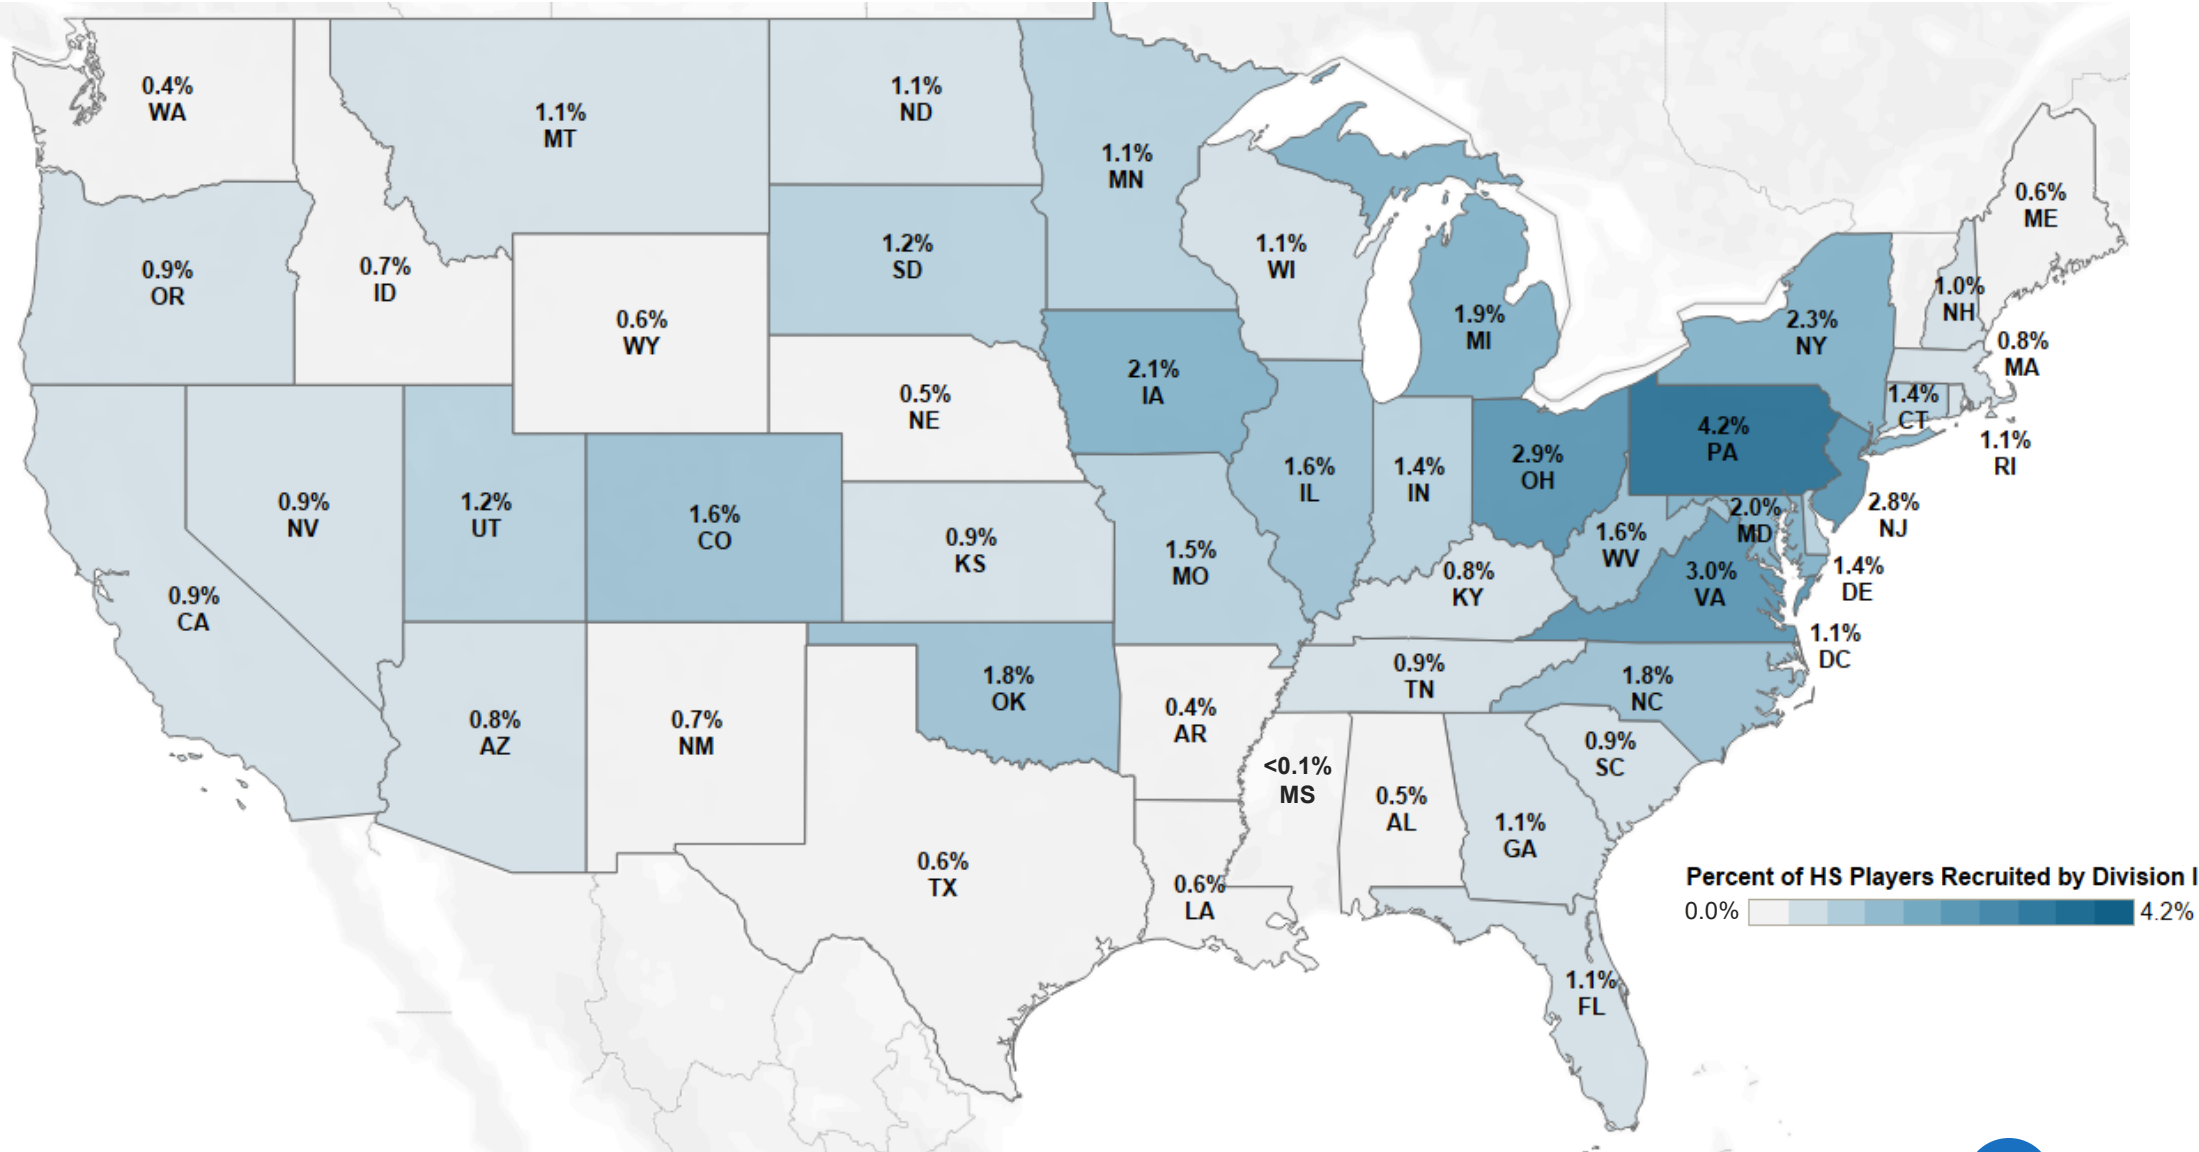 0.4%
WA
1.1%
MT
1.1%
ND
1.1%
MN
0.6%
ME
0.9%
OR
0.7%
ID
0.6%
WY
1.2%
SD
1.1%
WI
1.9%
MI
2.3%
NY
1.0%
NH
0.8%
MA
0.5%
NE
2.1%
IA
4.2%
PA
1.4%
CT
1.1%
RI
0.9%
NV
1.2%
UT
1.6%
CO
0.9%
KS
1.5%
MO
1.6%
IL
1.4%
IN
2.9%
OH
1.6%
WV
2.0%
MD
2.8%
NJ
0.9%
CA
0.8%
KY
3.0%
VA
1.4%
DE
1.1%
DC
0.8%
AZ
0.7%
NM
1.8%
OK
0.4%
AR
0.9%
TN
1.8%
NC
0.9%
SC
<0.1%
MS
0.5%
AL
1.1%
GA
0.6%
TX
0.6%
LA
1.1%
FL
Percent of HS Players Recruited by Division I
0.0% 4.2%